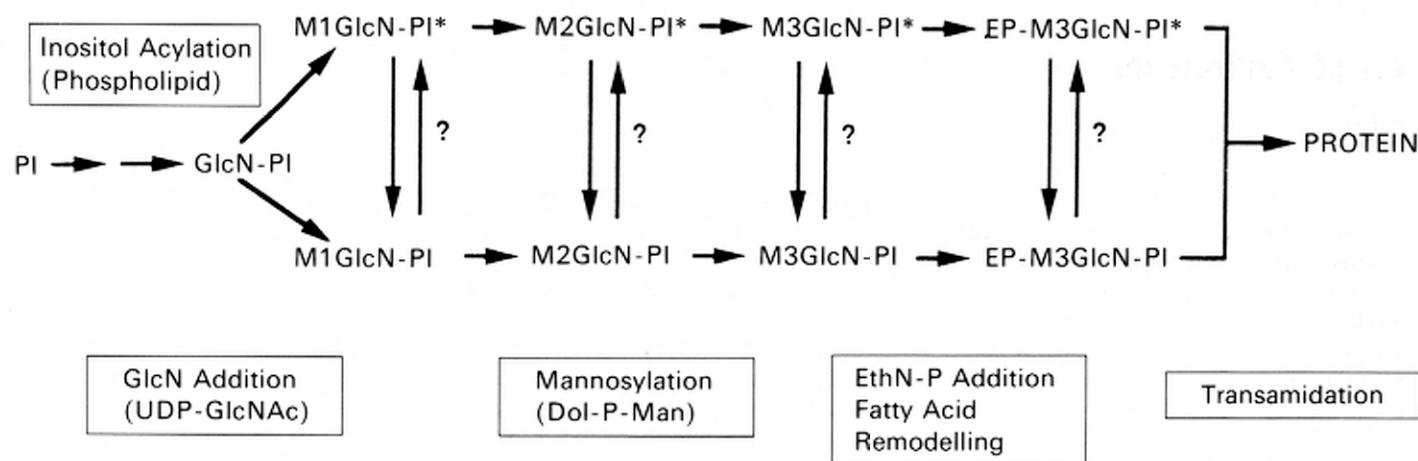 Inositol Acylation
(Phospholipid)
M1GlcN-PI* M2GlcN-PI* M3GlcN-PI* EP-M3GlcN-PI*
? ? ? ?
PI GlcN-PI PROTEIN
M1GlcN-PI M2GlcN-PI M3GlcN-PI EP-M3GlcN-PI
GlcN Addition
(UDP-GlcNAc)
Mannosylation
(Dol-P-Man)
EthN-P Addition
Fatty Acid
Remodelling
Transamidation